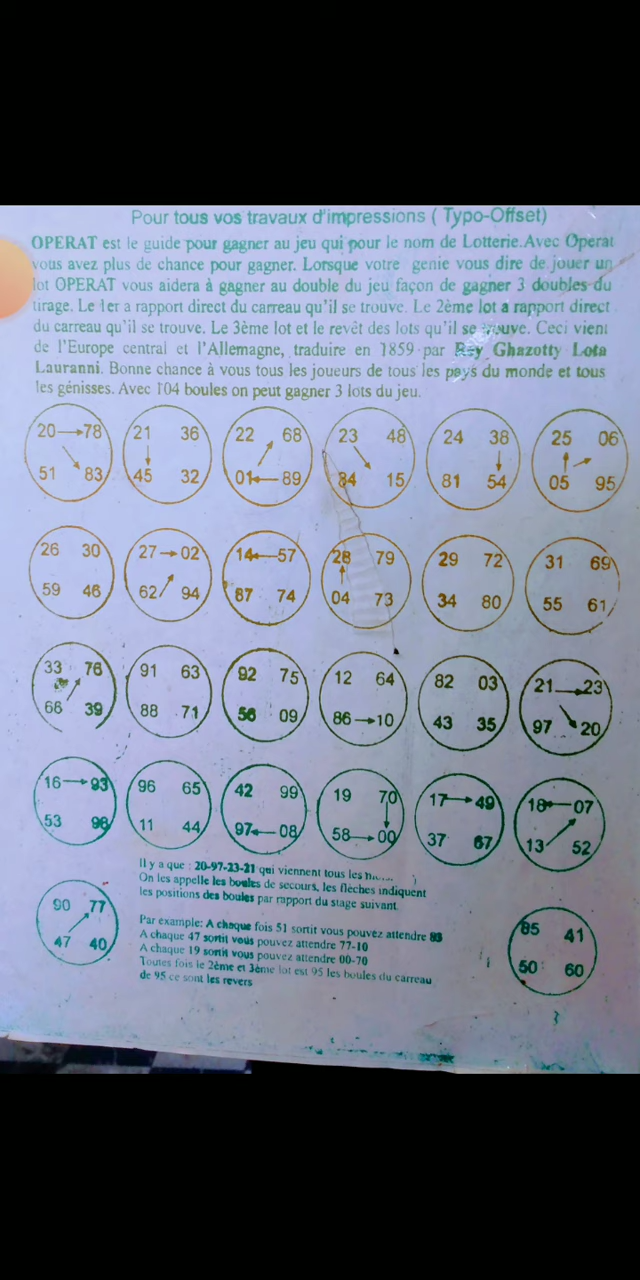 Pour tous vos travaux d'impressions ( Typo-Offset)
OPERAT est le guide pour gagner au jeu qui pour le nom de Lotterie.Avec Operat
vous avez plus de chance pour gagner. Lorsque votre genie vous dire de jouer un
lot OPERAT vous aidera à gagner au double du jeu façon de gagner 3 doubles du
tirage. Le 1er a rapport direct du carreau qu'il se trouve. Le 2ème lot a rapport direct
du carreau qu'il se trouve. Le 3ème lot et le revêt des lots qu'il se trouve. Ceci vient
de l'Europe central et l'Allemagne, traduire en 1859 par Rey Ghazotty Lota
Lauranni. Bonne chance à vous tous les joueurs de tous les pays du monde et tous
les génisses. Avec 104 boules on peut gagner 3 lots du jeu.
20→78 21 36 22 68 23 48 24 38 25 06
51 83 45 32 01←89 84 15 81 54 05 95
26 30 27→02 14←57 28 79 29 72 31 69
59 46 62 94 87 74 04 73 34 80 55 61
33 76 91 63 92 75 12 64 82 03 21→23
66 39 88 71 56 09 86→10 43 35 97 20
16→93 96 65 42 99 19 70 17→49 18←07
53 98 11 44 97←08 58→00 37 67 13 52
Il y a que : 20-97-23-21 qui viennent tous les
On les appelle les boules de secours, les flèches indiquent
les positions des boules par rapport du stage suivant.
90 77
47 40
Par example: A chaque fois 51 sortit vous pouvez attendre 83
A chaque 47 sortit vous pouvez attendre 77-10
A chaque 19 sortit vous pouvez attendre 00-70
Toutes fois le 2ème et 3ème lot est 95 les boules du carreau
de 95 ce sont les revers
85 41
50 60